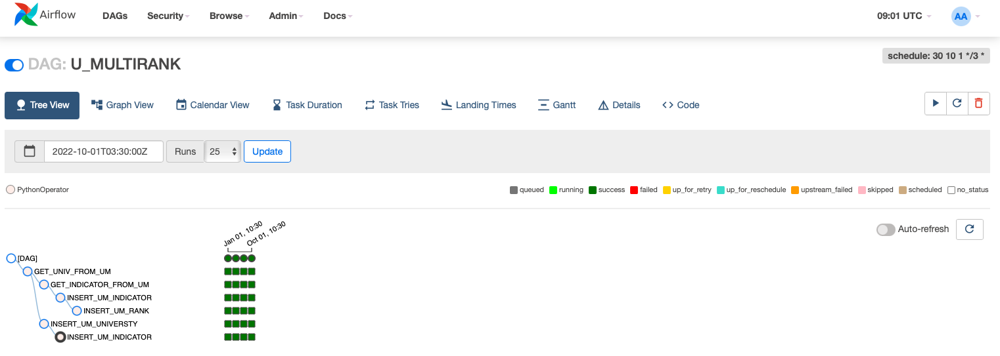 Airflow DAGs Security Browse Admin Docs 09:01 UTC AA
schedule: 30 10 1 */3 *
DAG: U_MULTIRANK
Tree View Graph View Calendar View Task Duration Task Tries Landing Times Gantt Details Code
2022-10-01T03:30:00Z Runs 25 Update
PythonOperator queued running success failed up_for_retry up_for_reschedule upstream_failed skipped scheduled no_status
Auto-refresh
Jan 01, 10:30
Oct 01, 10:30
[DAG]
GET_UNIV_FROM_UM
GET_INDICATOR_FROM_UM
INSERT_UM_INDICATOR
INSERT_UM_RANK
INSERT_UM_UNIVERSTY
INSERT_UM_INDICATOR